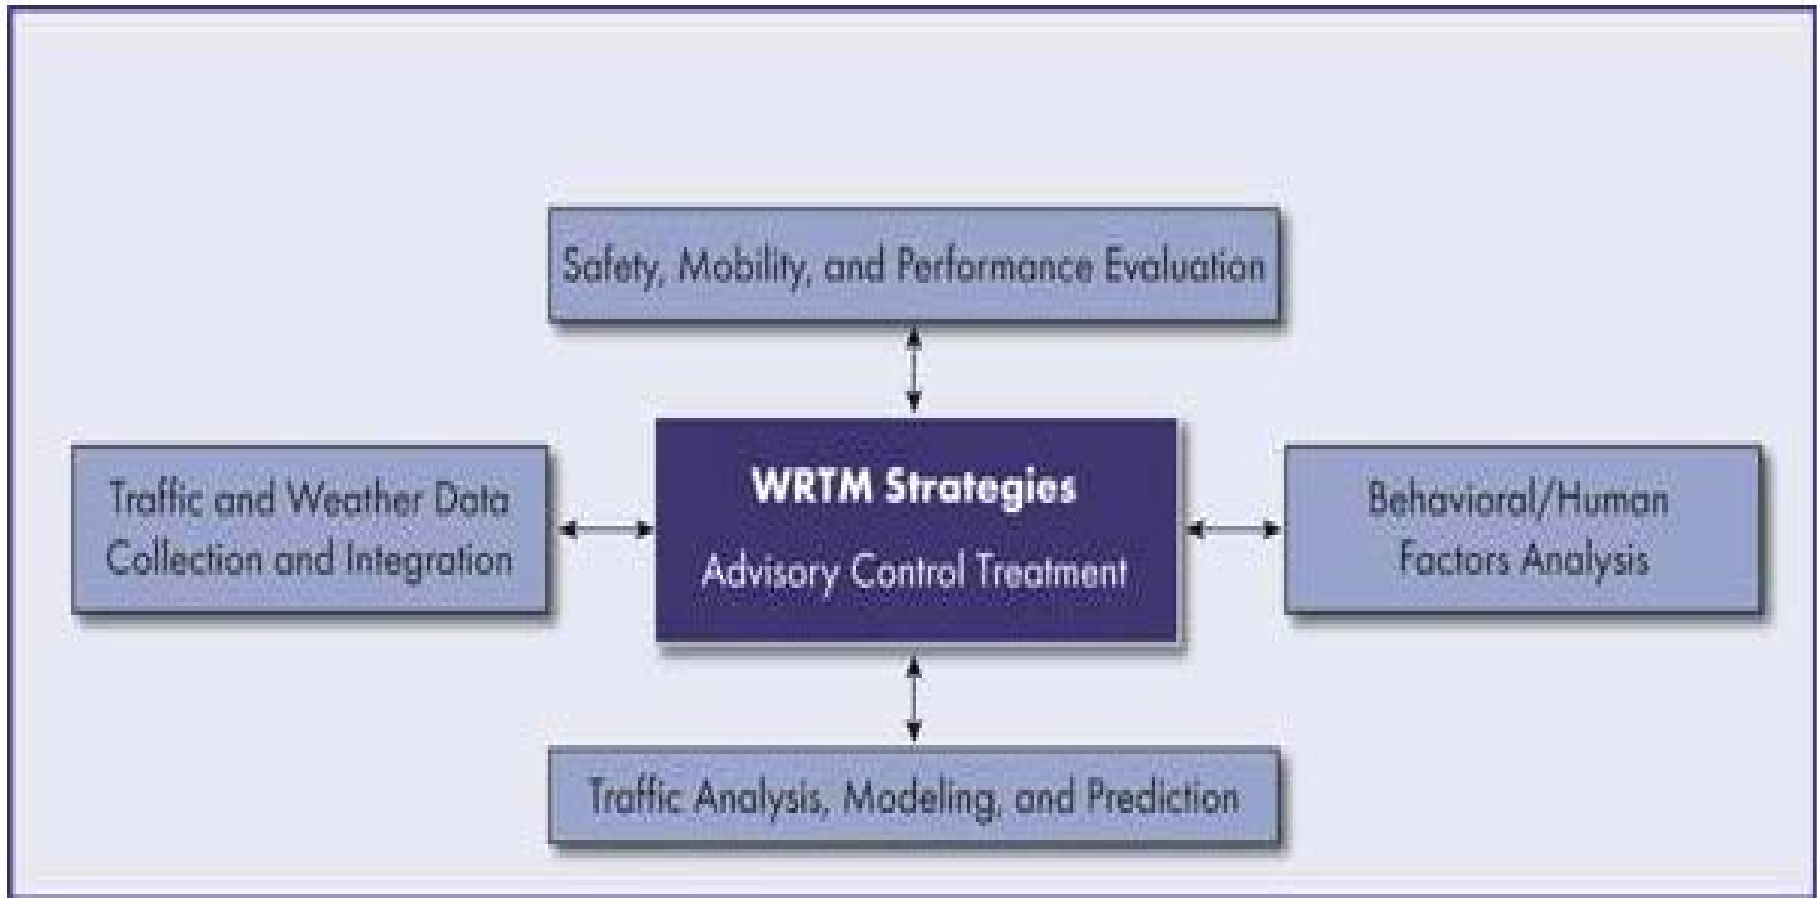 Safety, Mobility, and Performance Evaluation
Traffic and Weather Data
Collection and Integration
WRTM Strategies
Advisory Control Treatment
Behavioral/Human
Factors Analysis
Traffic Analysis, Modeling, and Prediction